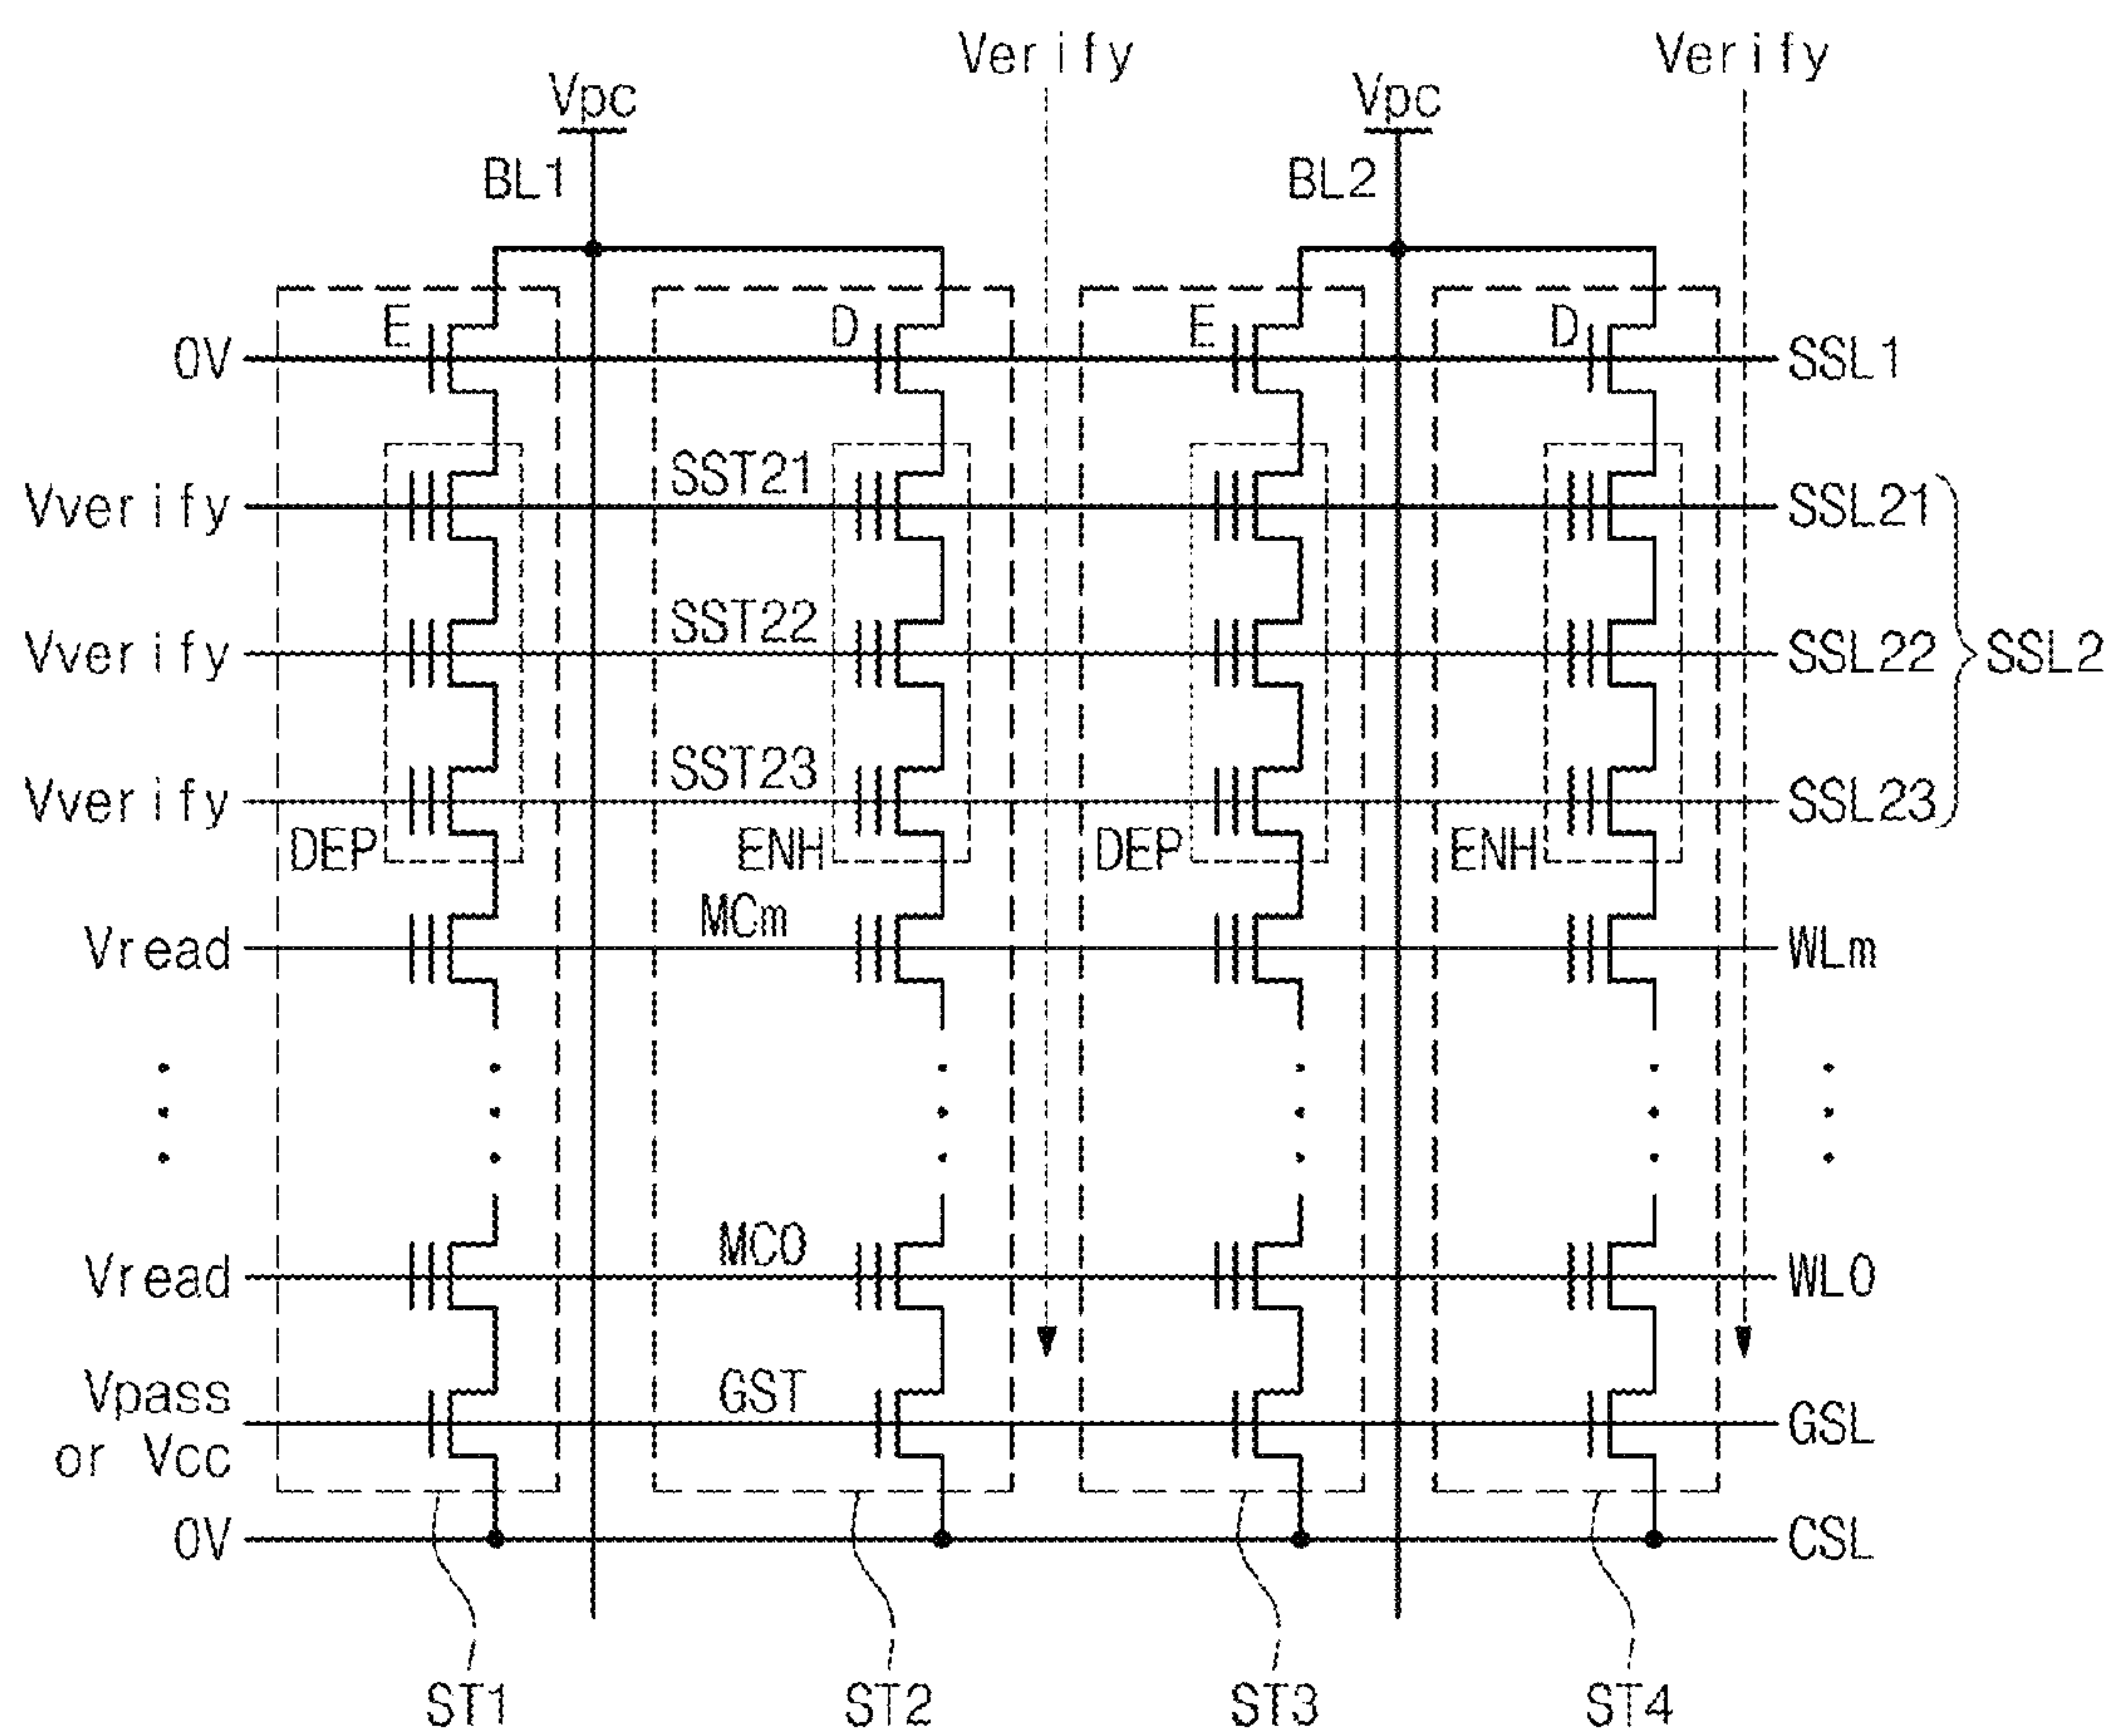 Verify Verify
Vpc Vpc
BL1 BL2
E D E D
0V SSL1
SST21
Vverify SSL21
SST22
Vverify SSL22 SSL2
SST23
Vverify SSL23
DEP ENH DEP ENH
MCm
Vread WLm
MC0
Vread WL0
Vpass GST
or Vcc GSL
0V CSL
ST1 ST2 ST3 ST4